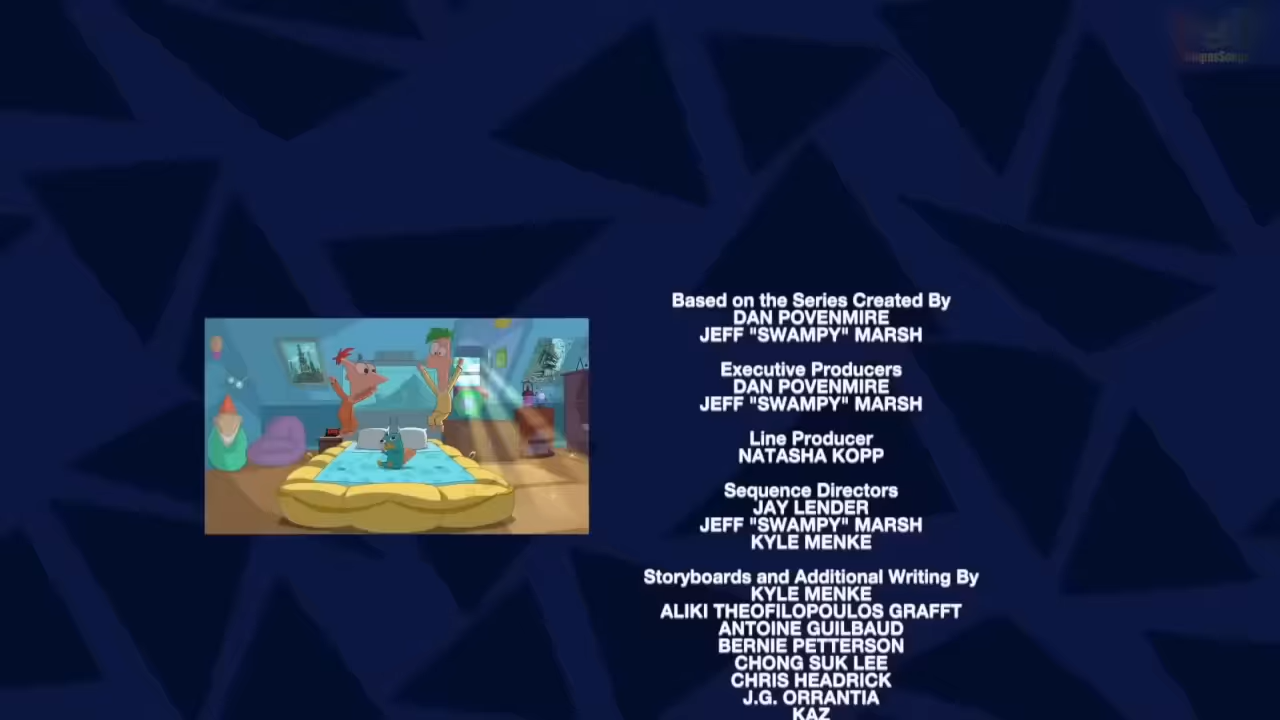 Based on the Series Created By
DAN POVENMIRE
JEFF "SWAMPY" MARSH
Executive Producers
DAN POVENMIRE
JEFF "SWAMPY" MARSH
Line Producer
NATASHA KOPP
Sequence Directors
JAY LENDER
JEFF "SWAMPY" MARSH
KYLE MENKE
Storyboards and Additional Writing By
KYLE MENKE
ALIKI THEOFILOPOULOS GRAFFT
ANTOINE GUILBAUD
BERNIE PETTERSON
CHONG SUK LEE
CHRIS HEADRICK
J.G. ORRANTIA
KAZ